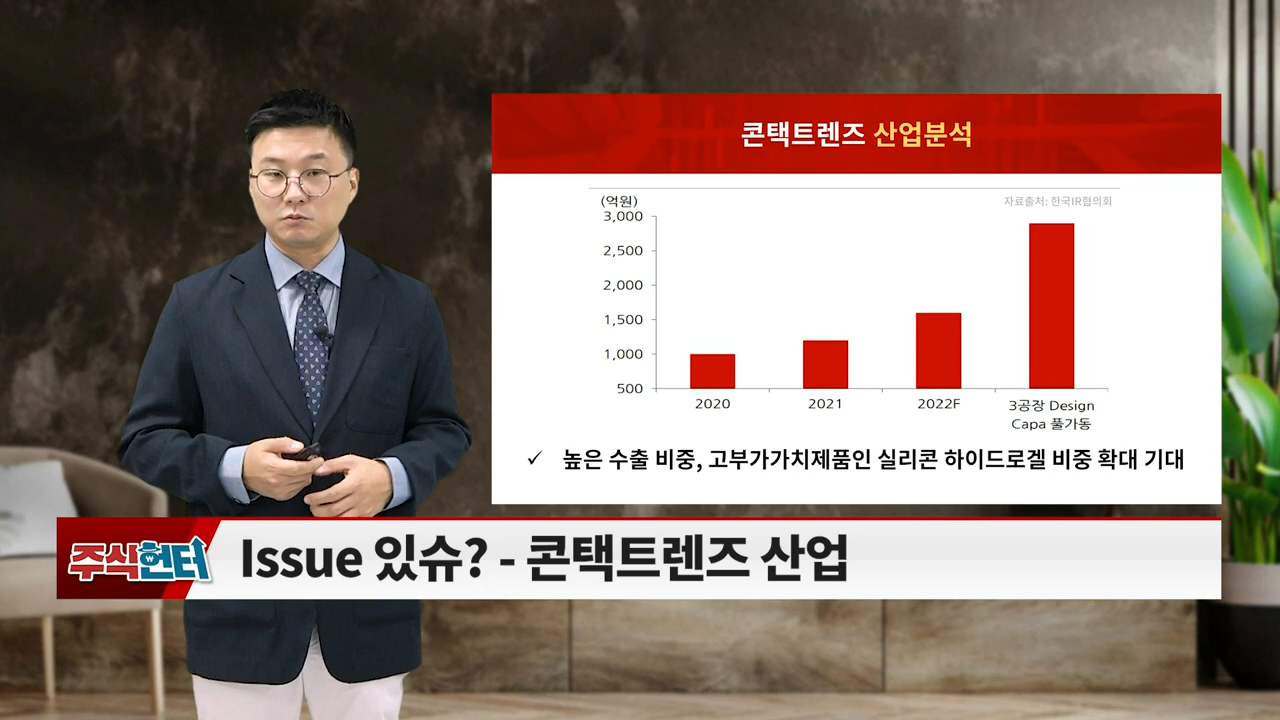 콘택트렌즈 산업분석
(억원)
자료출처: 한국IR협의회
3,000
2,500
2,000
1,500
1,000
500
2020
2021
2022F
3공장 Design
Capa 풀가동
✓ 높은 수출 비중, 고부가가치제품인 실리콘 하이드로겔 비중 확대 기대
주식헌터
Issue 있슈? - 콘택트렌즈 산업